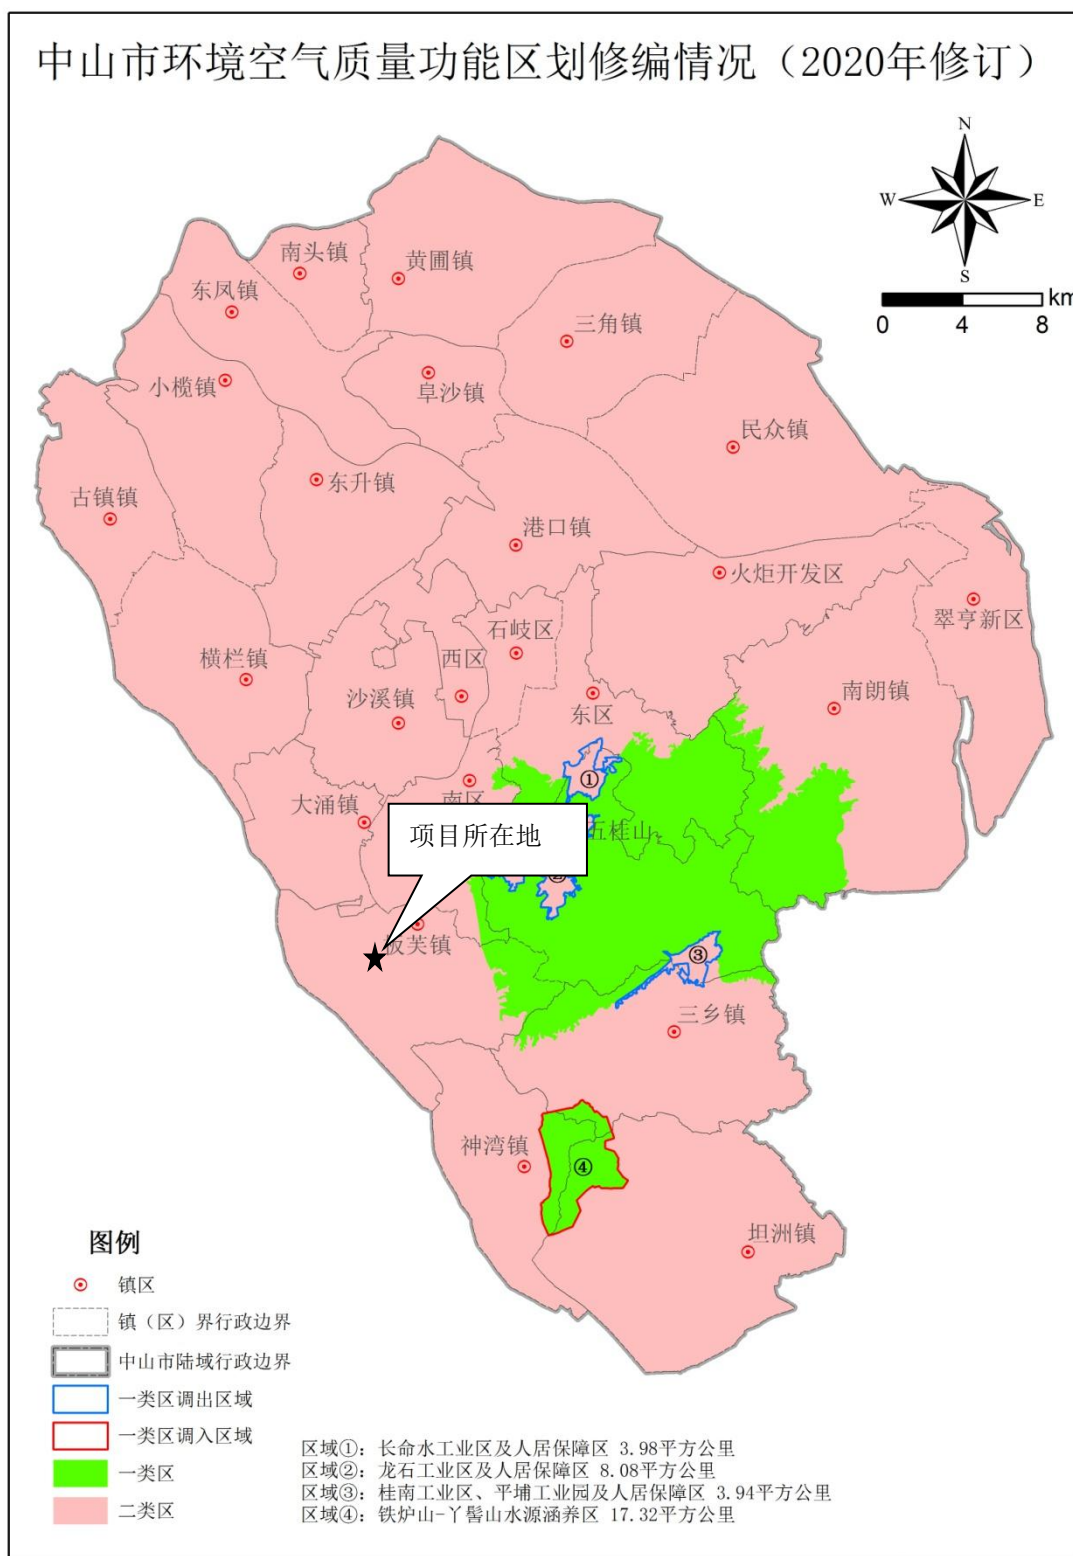 中山市环境空气质量功能区划修编情况（2020年修订）
N
W
E
S
km
0 4 8
南头镇
黄圃镇
东凤镇
三角镇
小榄镇
阜沙镇
民众镇
东升镇
古镇镇
港口镇
火炬开发区
翠亨新区
石岐区
横栏镇
西区
沙溪镇
东区
南朗镇
①
南区
大涌镇
五桂山
项目所在地
②
板芙镇
③
三乡镇
神湾镇
④
坦洲镇
图例
镇区
镇（区）界行政边界
中山市陆域行政边界
一类区调出区域
一类区调入区域
一类区
二类区
区域①：长命水工业区及人居保障区 3.98平方公里
区域②：龙石工业区及人居保障区 8.08平方公里
区域③：桂南工业区、平埔工业园及人居保障区 3.94平方公里
区域④：铁炉山-丫髻山水源涵养区 17.32平方公里